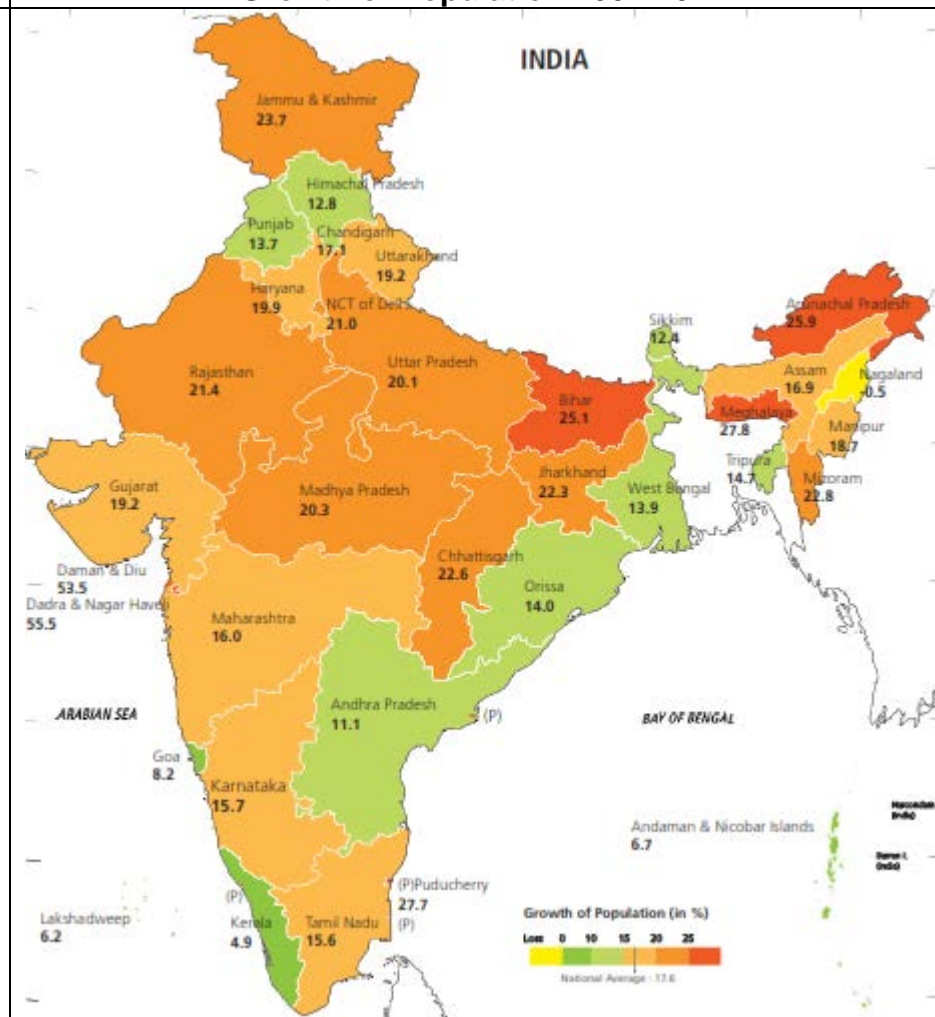 INDIA
Jammu & Kashmir
23.7
Himachal Pradesh
12.8
Punjab
13.7
Chandigarh
17.1
Uttarakhand
19.2
Haryana
19.9
NCT of Delhi
21.0
Arunachal Pradesh
25.9
Sikkim
12.4
Rajasthan
21.4
Uttar Pradesh
20.1
Assam
16.9
Nagaland
-0.5
Bihar
25.1
Meghalaya
27.8
Manipur
18.7
Tripura
14.7
Mizoram
22.8
Gujarat
19.2
Madhya Pradesh
20.3
Jharkhand
22.3
West Bengal
13.9
Chhattisgarh
22.6
Daman & Diu
53.5
Dadra & Nagar Haveli
55.5
Orissa
14.0
Maharashtra
16.0
Andhra Pradesh
11.1
ARABIAN SEA
(P)
BAY OF BENGAL
Goa
8.2
Karnataka
15.7
(India)
Andaman & Nicobar Islands
6.7
(India)
(P)Puducherry
27.7
(P)
(P)
Lakshadweep
6.2
Kerala
4.9
Tamil Nadu
15.6
Growth of Population (in %)
Loss 0 10 15 20 25
National Average : 17.6